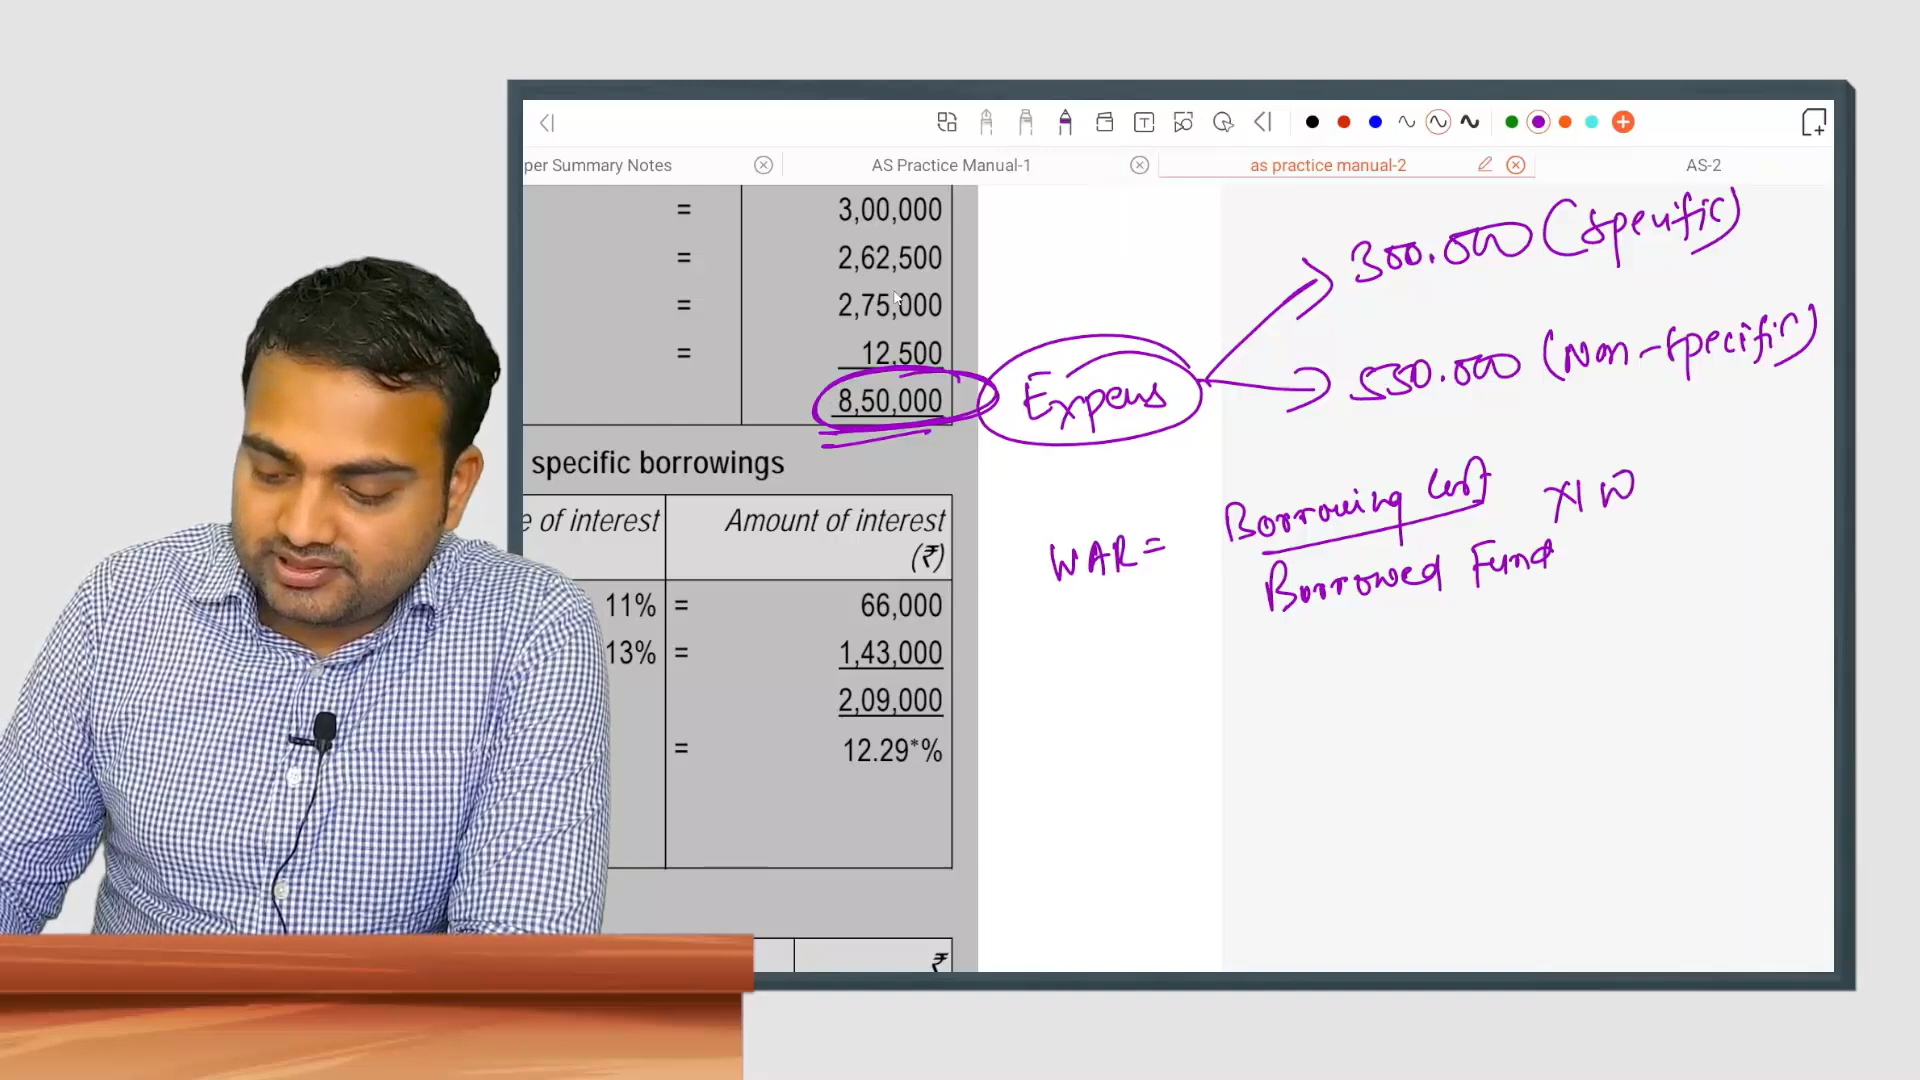 per Summary Notes
AS Practice Manual-1
as practice manual-2
AS-2
= 3,00,000
= 2,62,500
= 2,75,000
= 12,500
8,50,000
Expens
300.000 (Specific)
550.000 (Non-specific)
specific borrowings
e of interest
Amount of interest
(₹)
11% = 66,000
13% = 1,43,000
2,09,000
= 12.29*%
WAR =
Borrowing Cost
Borrowed Fund
₹